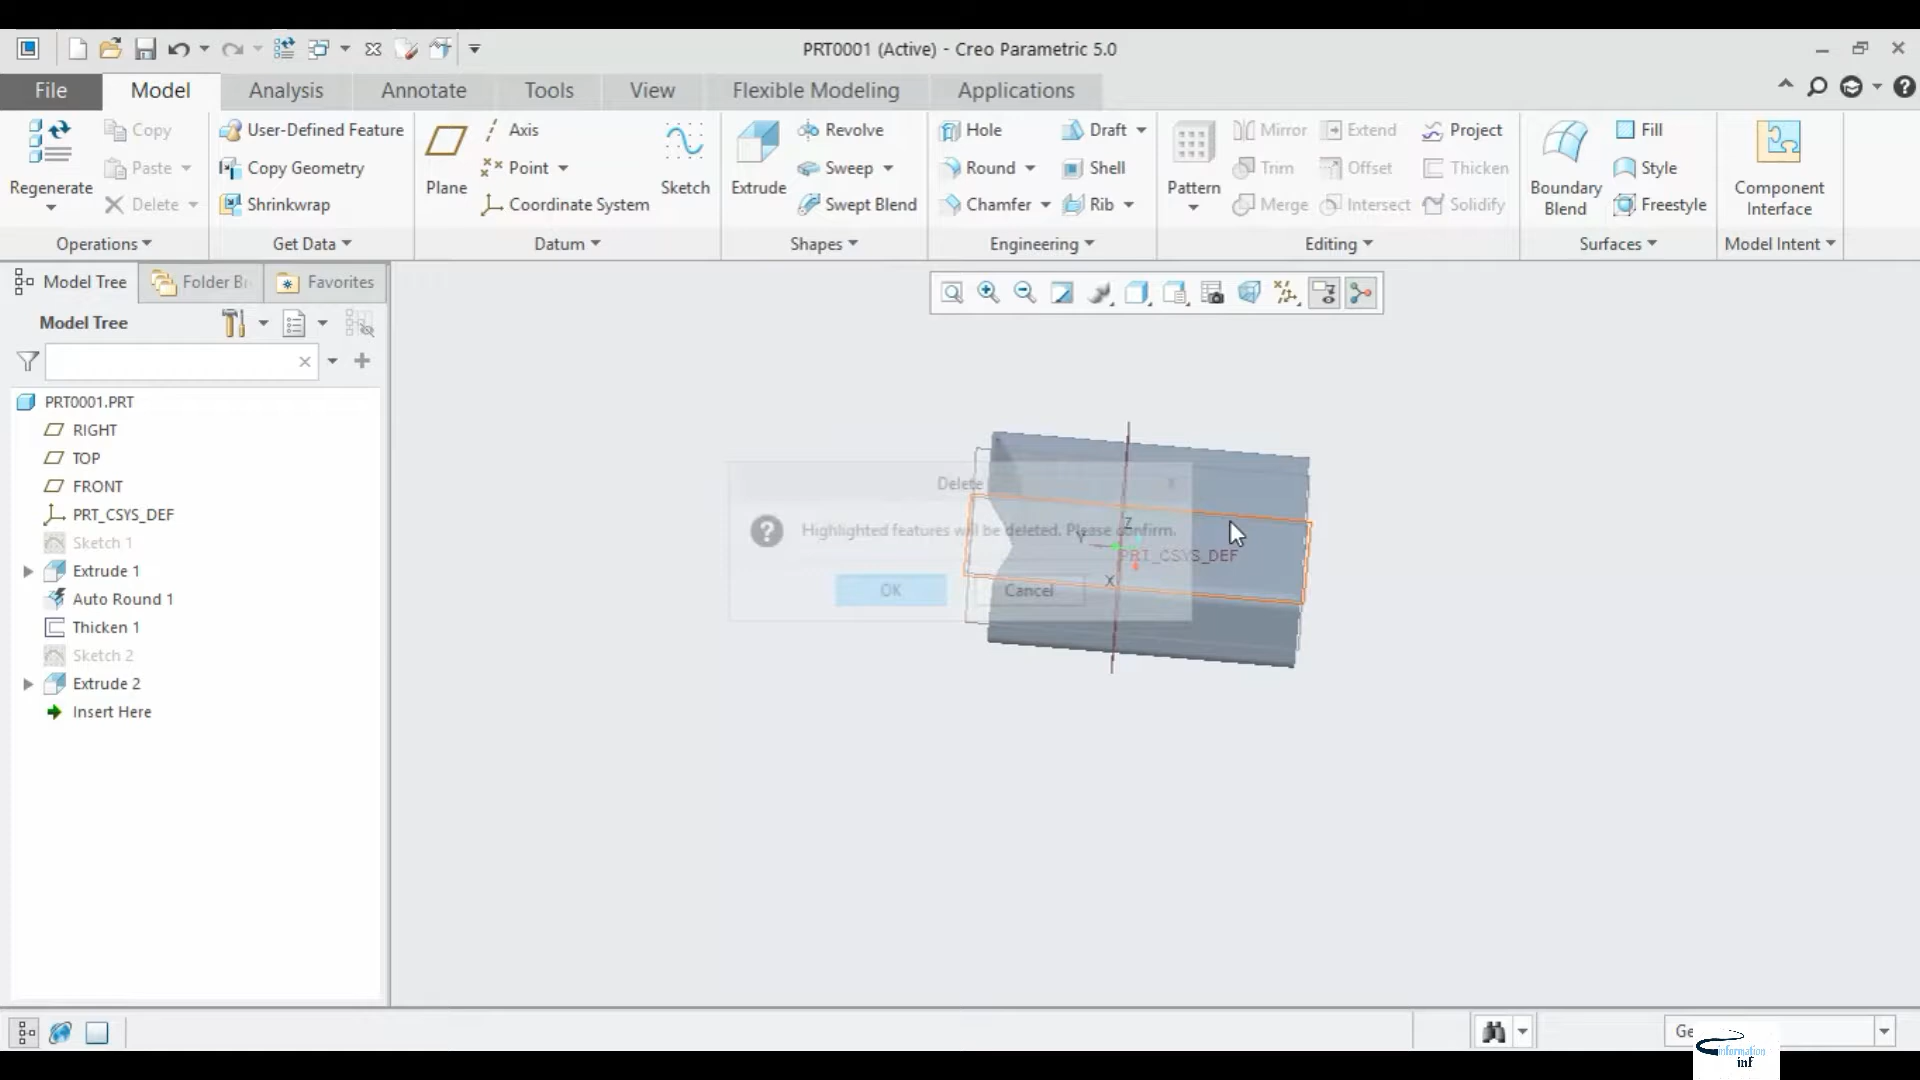 PRT0001 (Active) - Creo Parametric 5.0
File Model Analysis Annotate Tools View Flexible Modeling Applications
Regenerate
Copy
Paste
Delete
Operations
User-Defined Feature
Copy Geometry
Shrinkwrap
Get Data
Plane
Axis
Point
Coordinate System
Sketch
Datum
Extrude
Revolve
Sweep
Swept Blend
Shapes
Hole
Round
Chamfer
Draft
Shell
Rib
Engineering
Pattern
Mirror
Trim
Merge
Extend
Offset
Intersect
Project
Thicken
Solidify
Editing
Boundary
Blend
Fill
Style
Freestyle
Surfaces
Component
Interface
Model Intent
Model Tree Folder Br Favorites
Model Tree
PRT0001.PRT
RIGHT
TOP
FRONT
PRT_CSYS_DEF
Sketch 1
Extrude 1
Auto Round 1
Thicken 1
Sketch 2
Extrude 2
Insert Here
Delete
Highlighted features will be deleted. Please confirm.
OK
Cancel
Z
Y
PRT_CSYS_DEF
X
Ge
information
inf